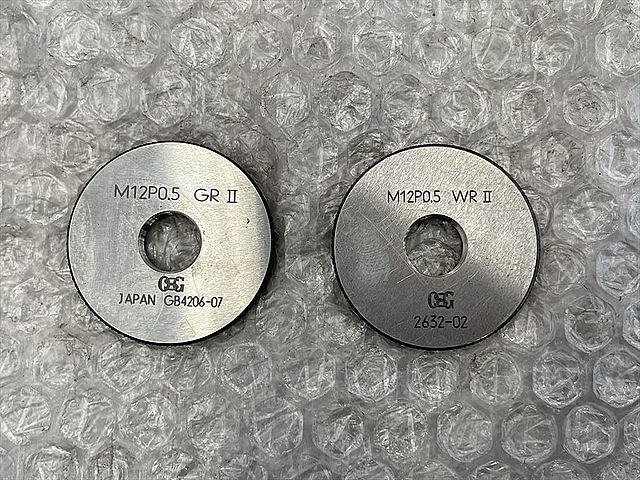 M12P0.5 GR II
OSG
JAPAN GB4206-07
M12P0.5 WR II
OSG
2632-02